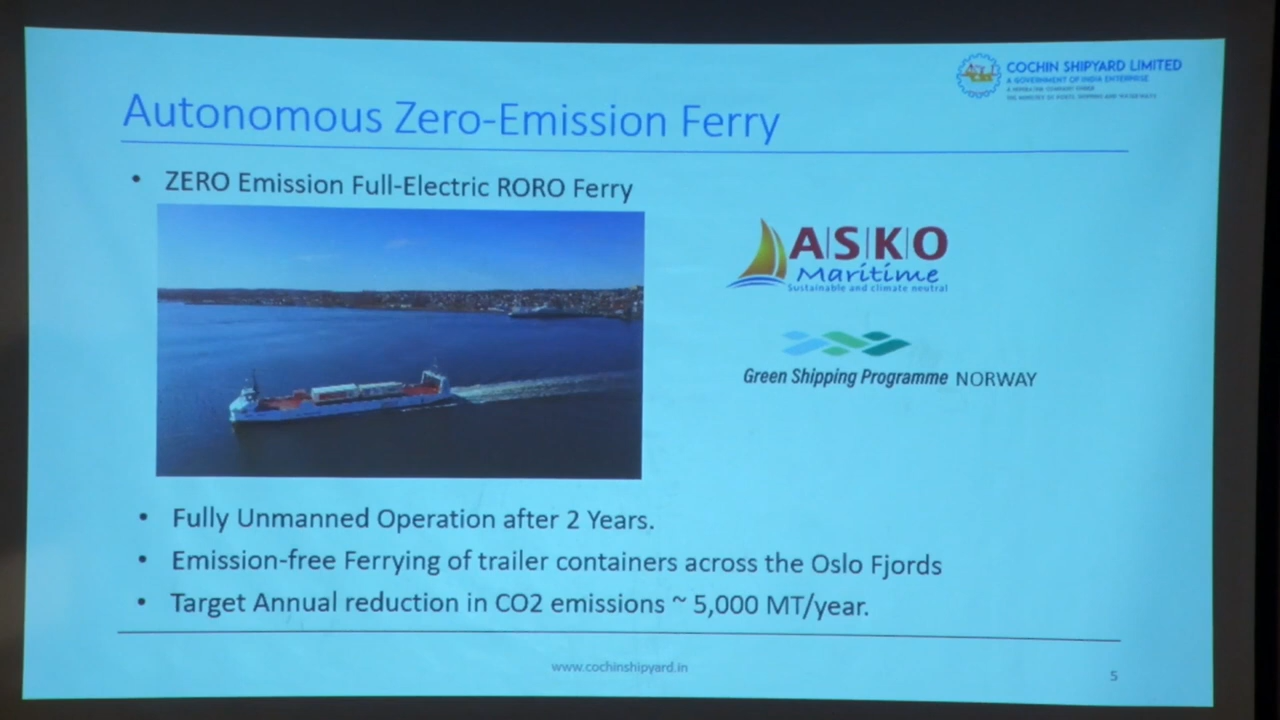 COCHIN SHIPYARD LIMITED
A GOVERNMENT OF INDIA ENTERPRISE
Autonomous Zero-Emission Ferry
• ZERO Emission Full-Electric RORO Ferry
A|S|K|O
Maritime
Sustainable and climate neutral
Green Shipping Programme NORWAY
• Fully Unmanned Operation after 2 Years.
• Emission-free Ferrying of trailer containers across the Oslo Fjords
• Target Annual reduction in CO2 emissions ~ 5,000 MT/year.
www.cochinshipyard.in
5